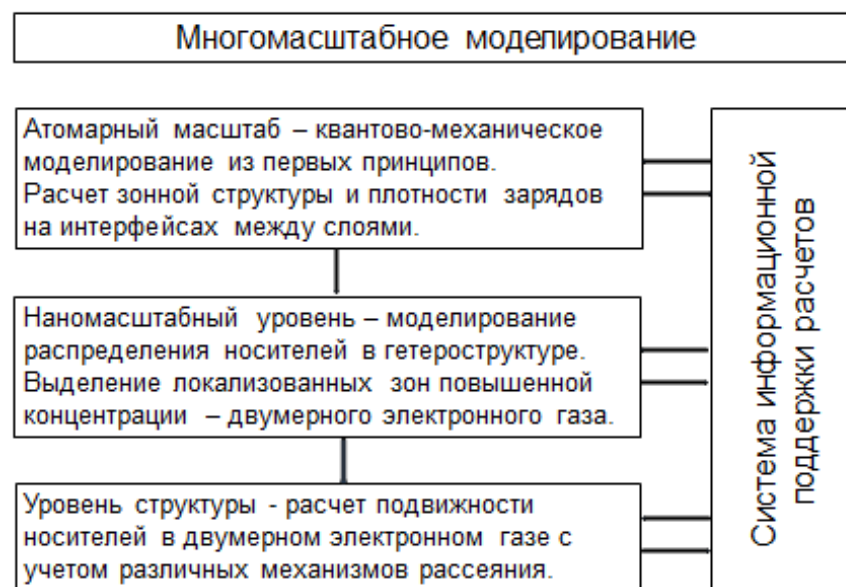 Многомасштабное моделирование
Атомарный масштаб – квантово-механическое
моделирование из первых принципов.
Расчет зонной структуры и плотности зарядов
на интерфейсах между слоями.
Наномасштабный уровень – моделирование
распределения носителей в гетероструктуре.
Выделение локализованных зон повышенной
концентрации – двумерного электронного газа.
Уровень структуры - расчет подвижности
носителей в двумерном электронном газе с
учетом различных механизмов рассеяния.
Система информационной
поддержки расчетов